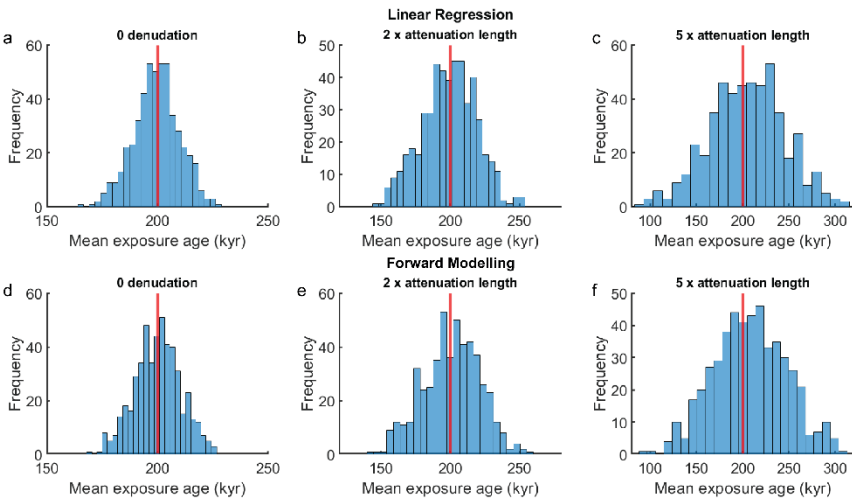 Linear Regression
a
0 denudation
60
40
20
0
Frequency
150
200
250
Mean exposure age (kyr)
b
2 x attenuation length
50
40
30
20
10
0
Frequency
150
200
250
Mean exposure age (kyr)
c
5 x attenuation length
60
40
20
0
Frequency
100
150
200
250
300
Mean exposure age (kyr)
Forward Modelling
d
0 denudation
60
40
20
0
Frequency
150
200
250
Mean exposure age (kyr)
e
2 x attenuation length
60
40
20
0
Frequency
150
200
250
Mean exposure age (kyr)
f
5 x attenuation length
50
40
30
20
10
0
Frequency
100
150
200
250
300
Mean exposure age (kyr)